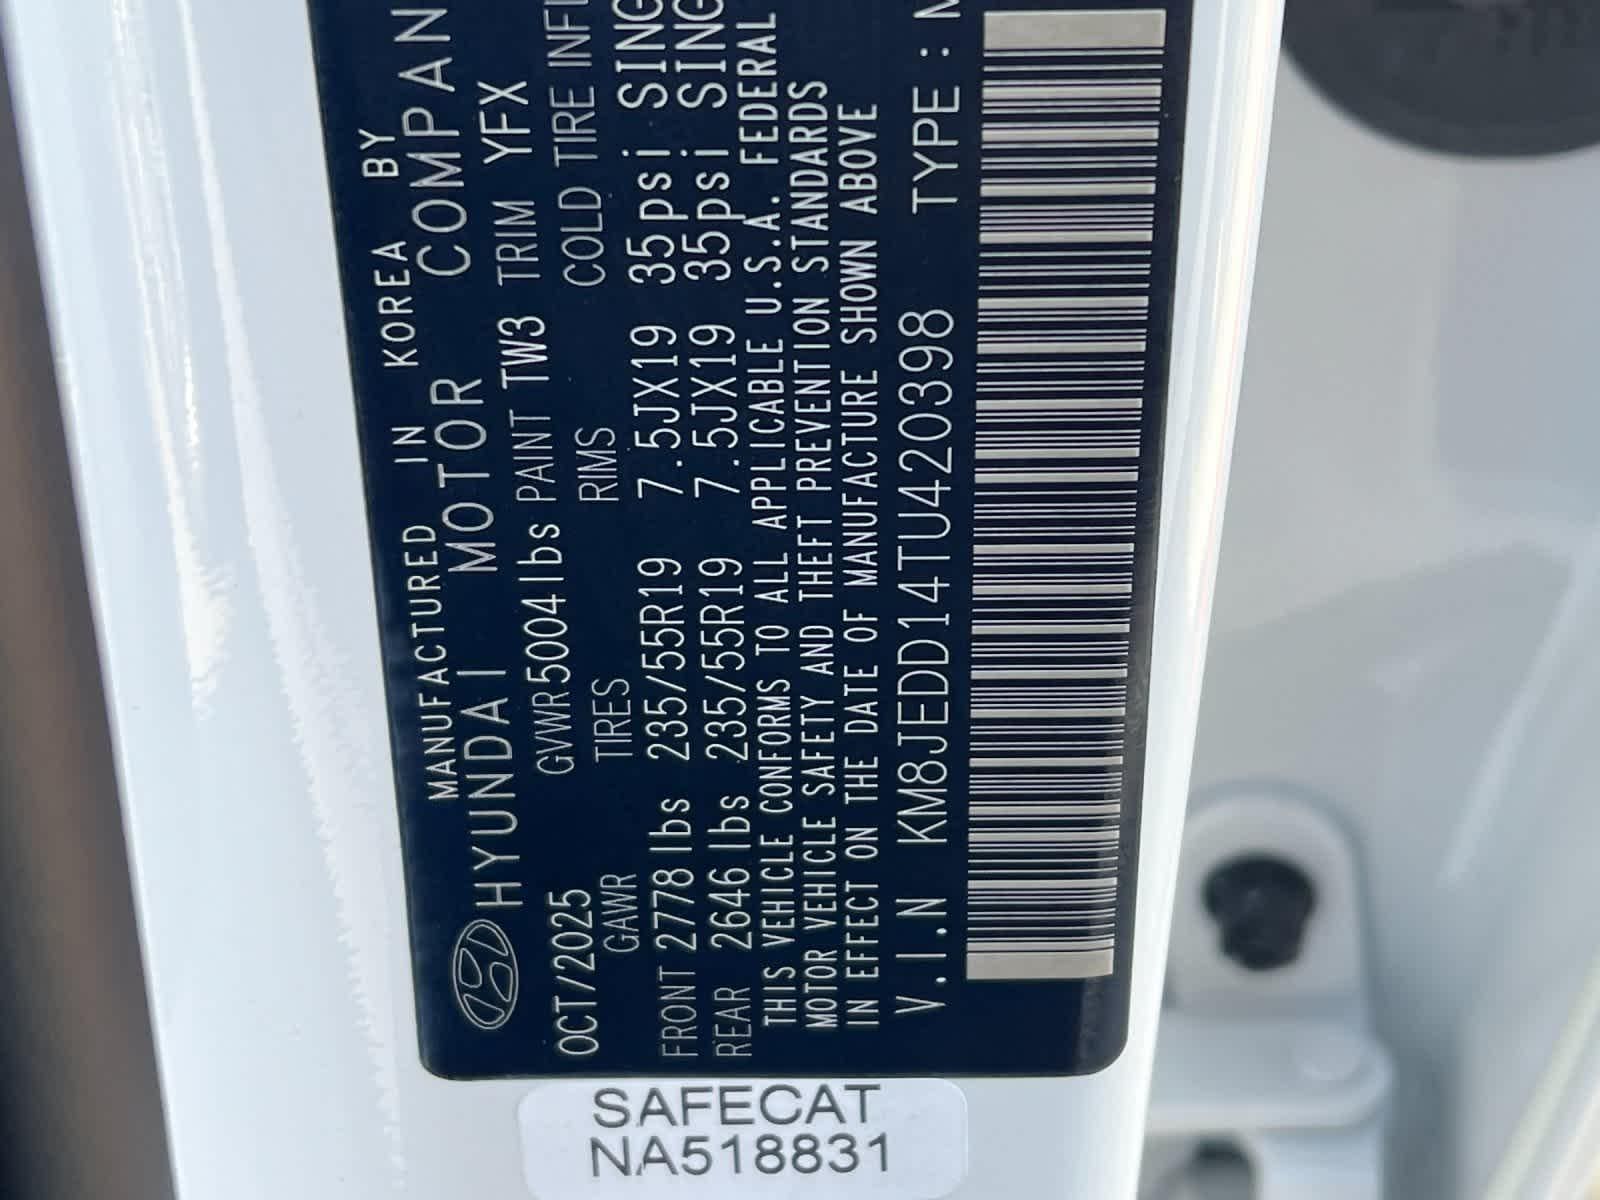 MANUFACTURED IN KOREA BY
HYUNDAI MOTOR COMPAN
OCT/2025 GVWR 5004 lbs PAINT TW3 TRIM YFX
GAWR TIRES RIMS COLD TIRE INFL
FRONT 2778 lbs 235/55R19 7.5JX19 35psi SING
REAR 2646 lbs 235/55R19 7.5JX19 35psi SING
THIS VEHICLE CONFORMS TO ALL APPLICABLE U.S.A. FEDERAL
MOTOR VEHICLE SAFETY AND THEFT PREVENTION STANDARDS
IN EFFECT ON THE DATE OF MANUFACTURE SHOWN ABOVE
V.I.N KM8JEDD14TU420398 TYPE : M
SAFECAT
NA518831